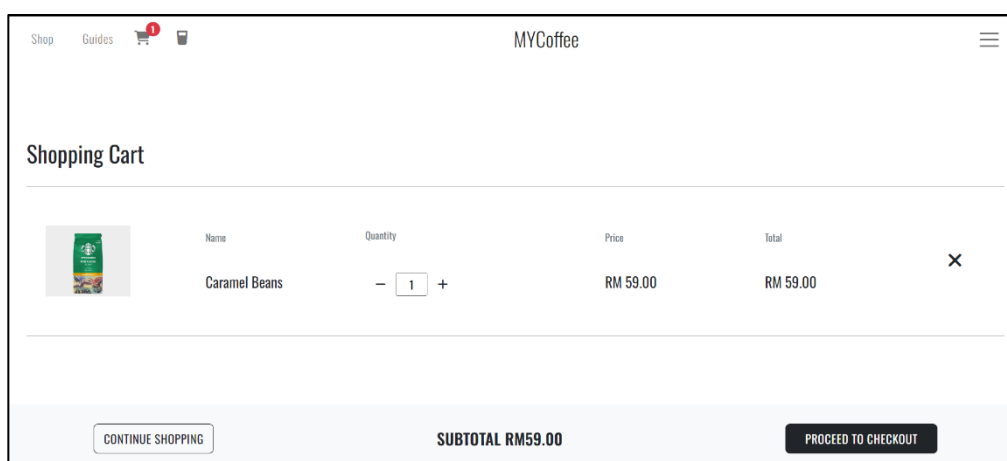 Shop Guides 1 MYCoffee
Shopping Cart
Name Quantity Price Total
Caramel Beans − 1 + RM 59.00 RM 59.00
CONTINUE SHOPPING SUBTOTAL RM59.00 PROCEED TO CHECKOUT